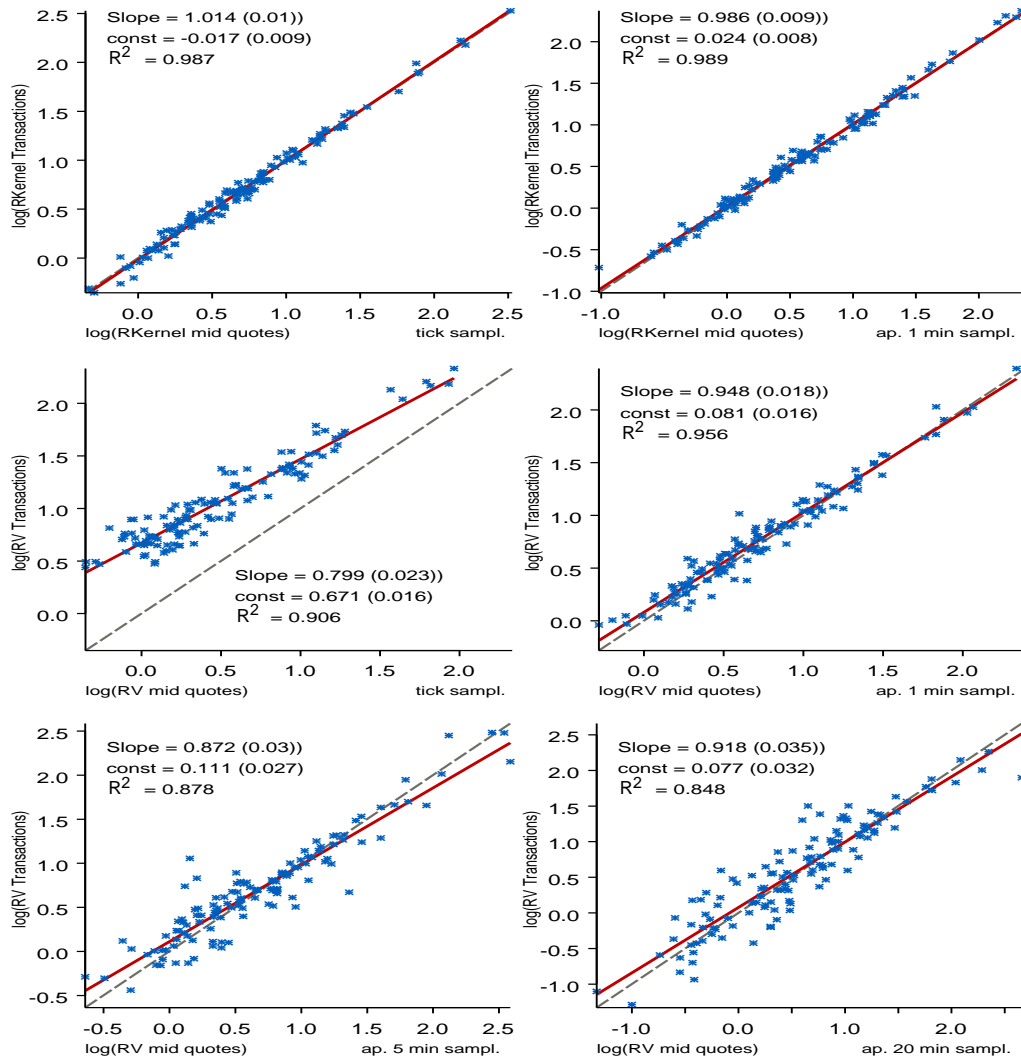 Slope = 1.014 (0.01))
const = -0.017 (0.009)
R2 = 0.987
log(RKernel Transactions)
2.5
2.0
1.5
1.0
0.5
0.0
0.0 0.5 1.0 1.5 2.0 2.5
log(RKernel mid quotes) tick sampl.
Slope = 0.986 (0.009))
const = 0.024 (0.008)
R2 = 0.989
log(RKernel Transactions)
2.0
1.5
1.0
0.5
0.0
-0.5
-1.0
-1.0 -0.5 0.0 0.5 1.0 1.5 2.0
log(RKernel mid quotes) ap. 1 min sampl.
log(RV Transactions)
2.0
1.5
1.0
0.5
0.0
Slope = 0.799 (0.023))
const = 0.671 (0.016)
R2 = 0.906
0.0 0.5 1.0 1.5 2.0
log(RV mid quotes) tick sampl.
Slope = 0.948 (0.018))
const = 0.081 (0.016)
R2 = 0.956
log(RV Transactions)
2.0
1.5
1.0
0.5
0.0
0.0 0.5 1.0 1.5 2.0
log(RV mid quotes) ap. 1 min sampl.
Slope = 0.872 (0.03))
const = 0.111 (0.027)
R2 = 0.878
log(RV Transactions)
2.5
2.0
1.5
1.0
0.5
0.0
-0.5
-0.5 0.0 0.5 1.0 1.5 2.0 2.5
log(RV mid quotes) ap. 5 min sampl.
Slope = 0.918 (0.035))
const = 0.077 (0.032)
R2 = 0.848
log(RV Transactions)
2.5
2.0
1.5
1.0
0.5
0.0
-0.5
-1.0
-1.0 0.0 1.0 2.0
log(RV mid quotes) ap. 20 min sampl.